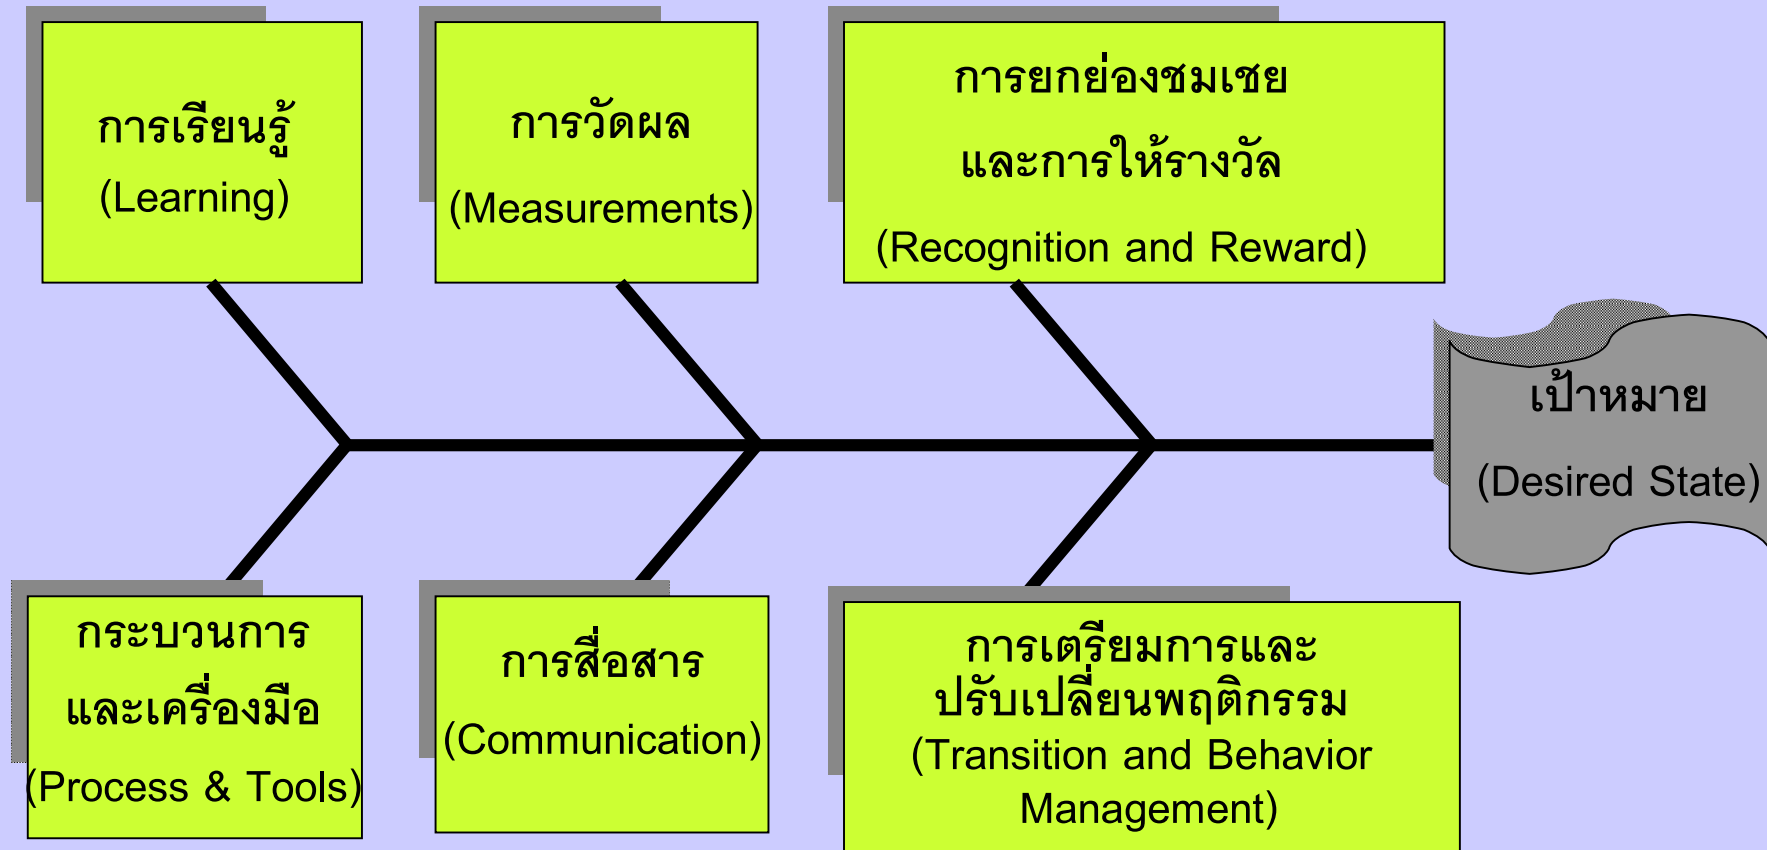 การเรียนรู้
(Learning)
การวัดผล
(Measurements)
การยกย่องชมเชย
และการให้รางวัล
(Recognition and Reward)
เป้าหมาย
(Desired State)
กระบวนการ
และเครื่องมือ
(Process & Tools)
การสื่อสาร
(Communication)
การเตรียมการและ
ปรับเปลี่ยนพฤติกรรม
(Transition and Behavior
Management)